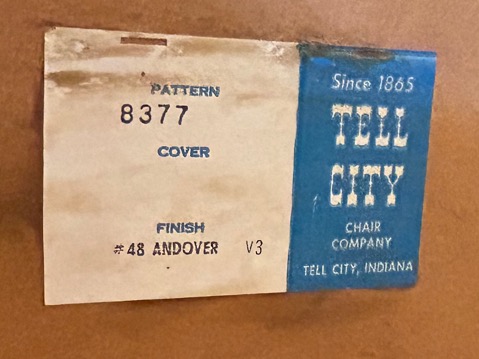 PATTERN
8377
COVER
FINISH
#48 ANDOVER V3
Since 1865
TELL
CITY
CHAIR
COMPANY
TELL CITY, INDIANA